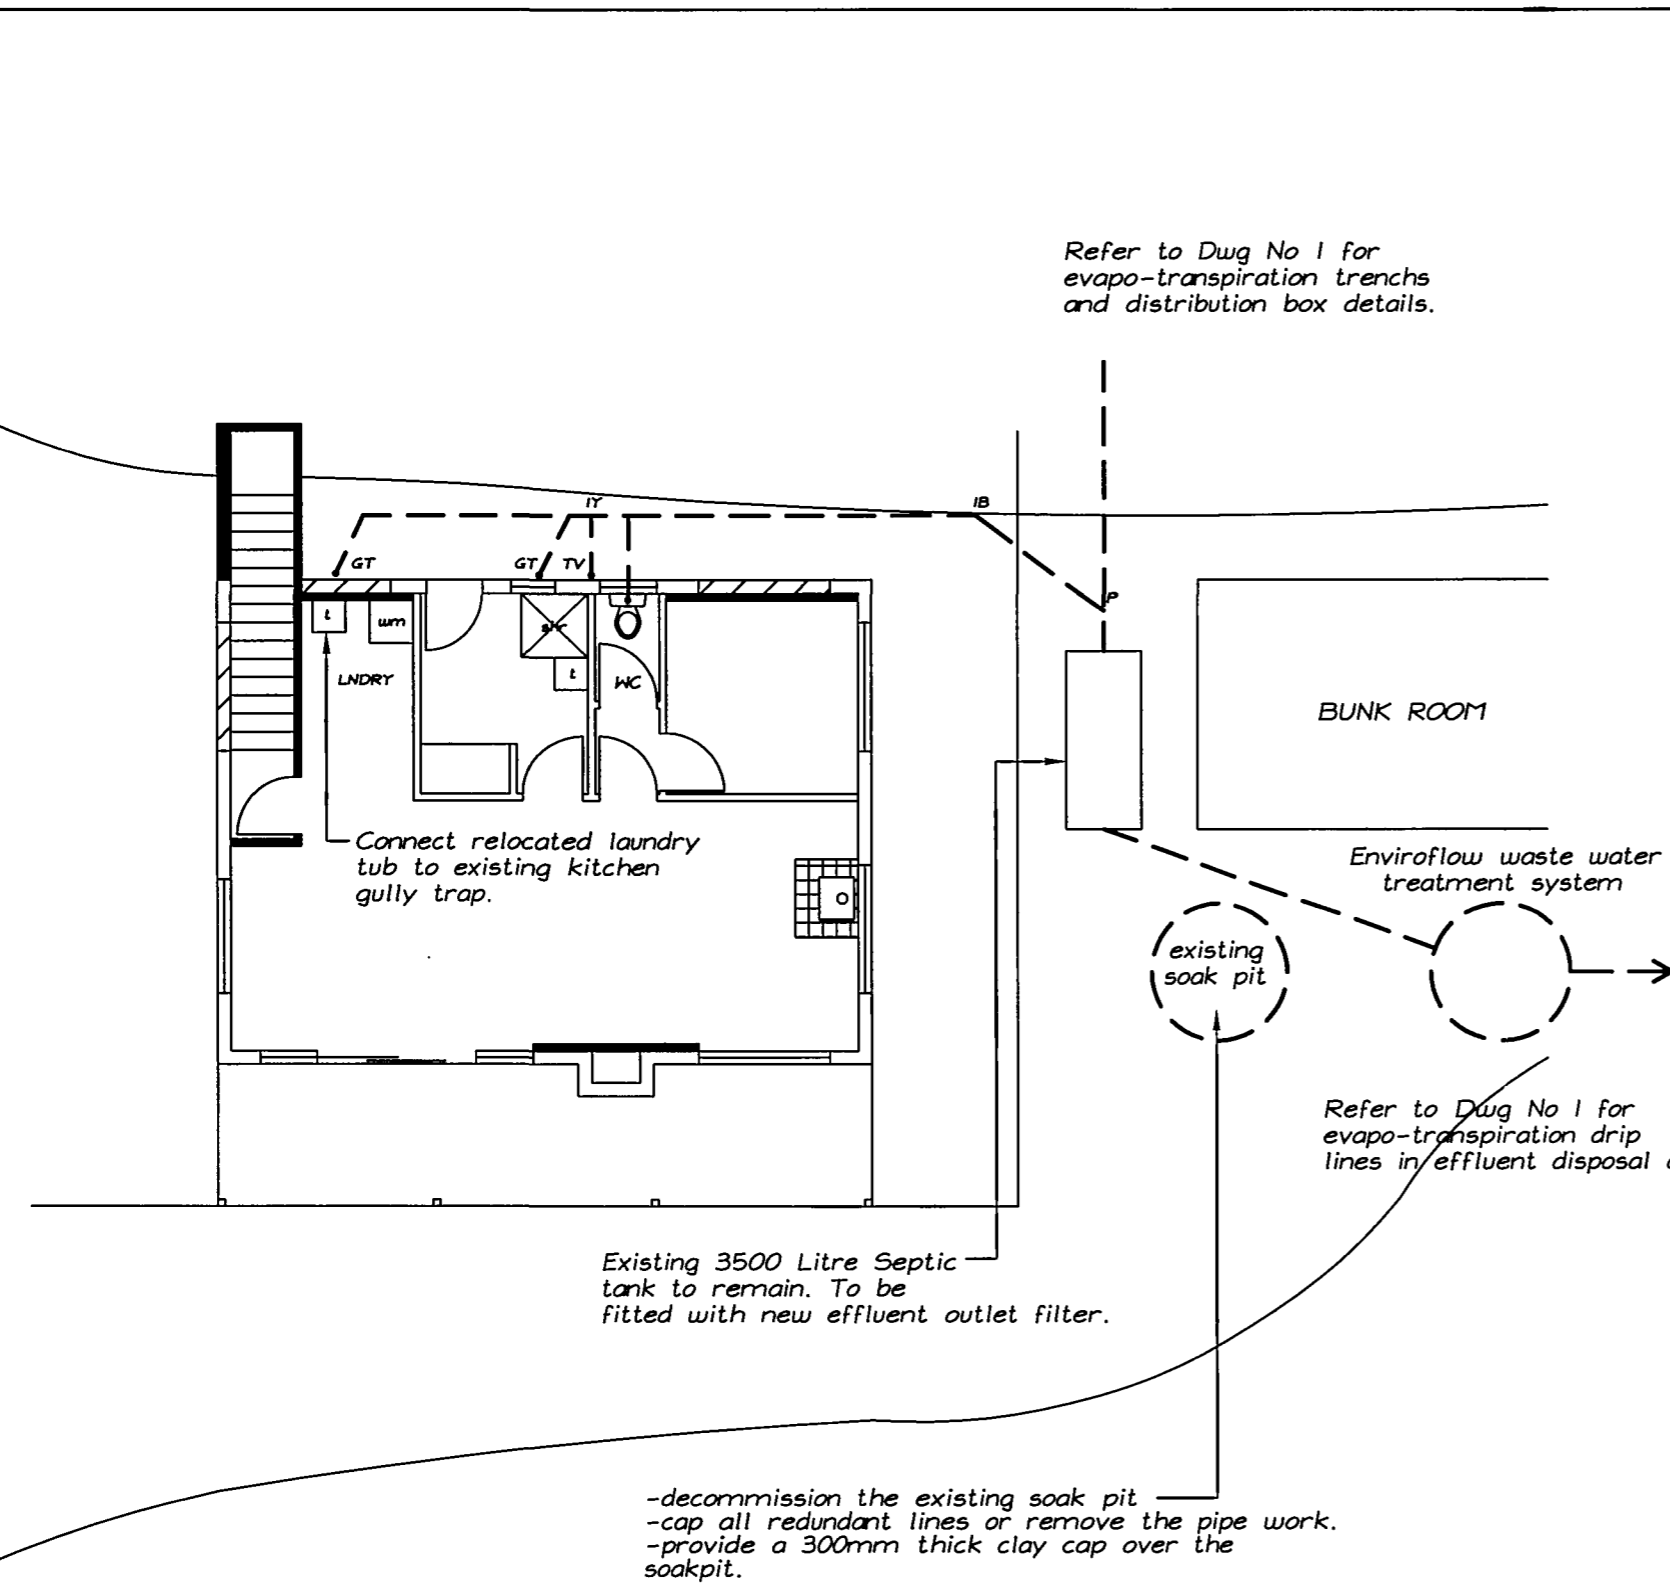 Refer to Dwg No 1 for
evapo-transpiration trenchs
and distribution box details.
IY
IB
GT
GT
TV
P
t
wm
shr
LNDRY
t
WC
BUNK ROOM
Connect relocated laundry
tub to existing kitchen
gully trap.
Enviroflow waste water
treatment system
existing
soak pit
Refer to Dwg No 1 for
evapo-transpiration drip
lines in effluent disposal
Existing 3500 Litre Septic
tank to remain. To be
fitted with new effluent outlet filter.
-decommission the existing soak pit
-cap all redundant lines or remove the pipe work.
-provide a 300mm thick clay cap over the
soakpit.